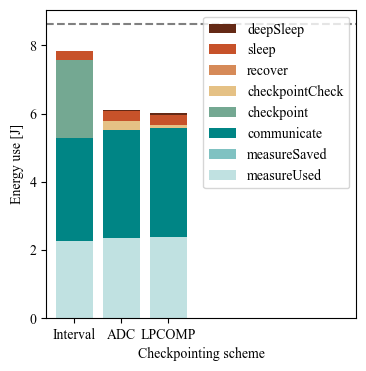 deepSleep
sleep
recover
checkpointCheck
checkpoint
communicate
measureSaved
measureUsed
Energy use [J]
8
6
4
2
0
Interval ADC LPCOMP
Checkpointing scheme